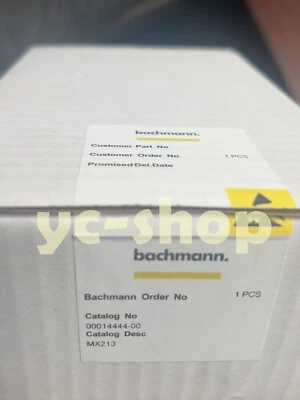 bachmann.
Customer Part No
Customer Order No 1 PCS
Promised Del.Date
yc-shop
bachmann.
Bachmann Order No 1 PCS
Catalog No
00014444-00
Catalog Desc
MX213